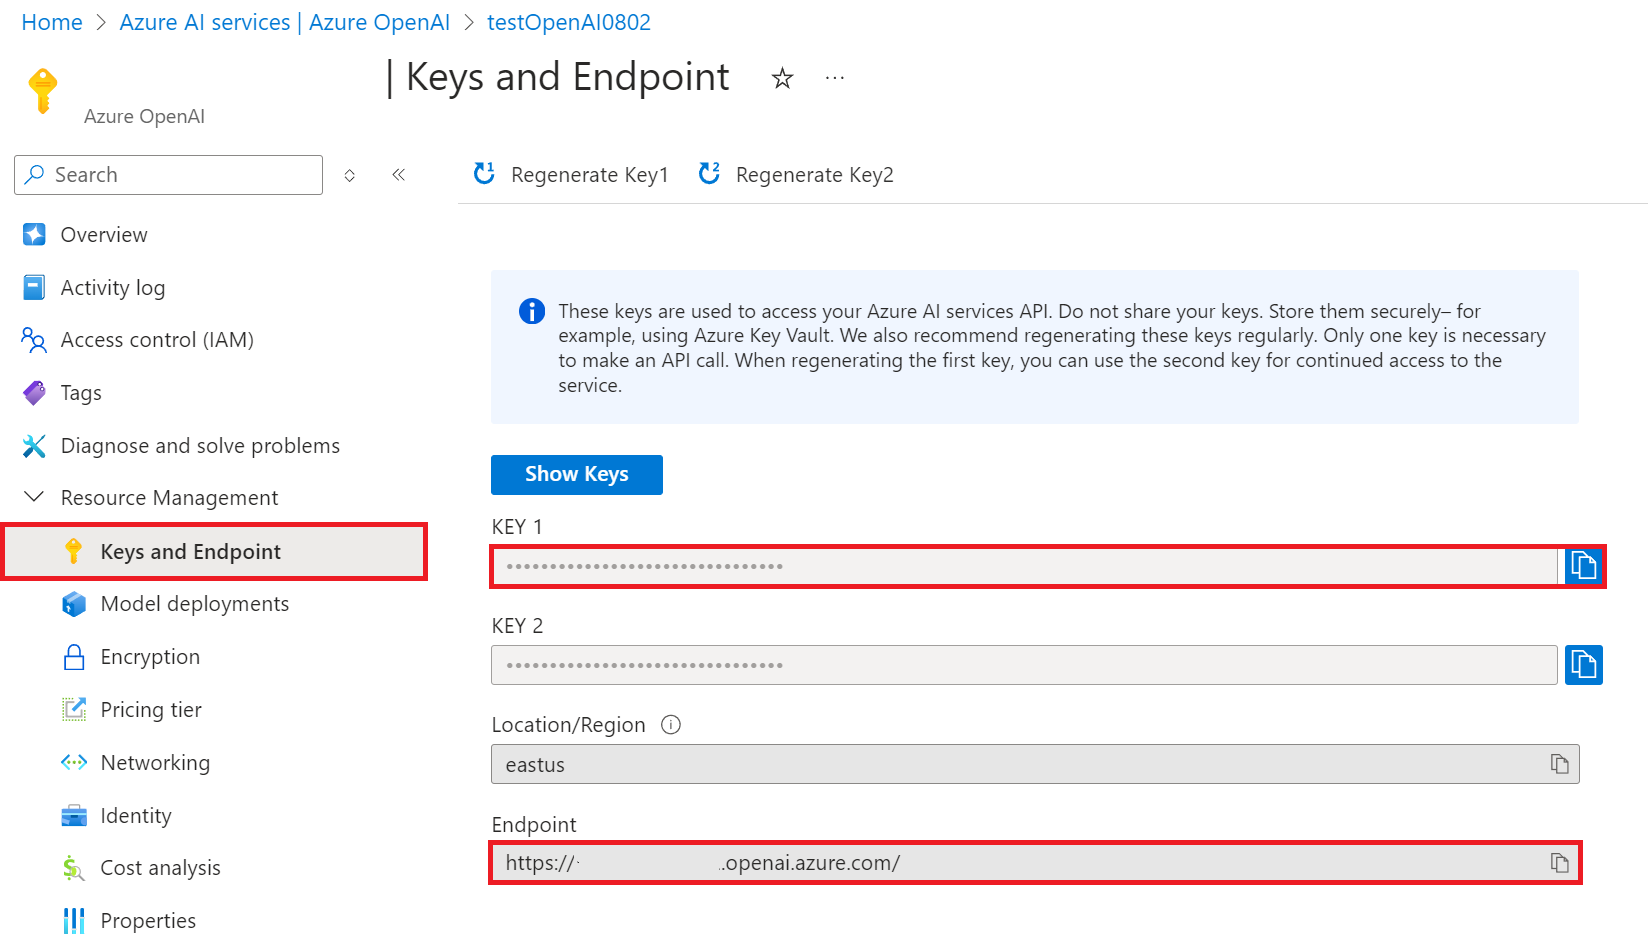 Home > Azure AI services | Azure OpenAI > testOpenAI0802
| Keys and Endpoint ☆ ...
Azure OpenAI
Search
Regenerate Key1 Regenerate Key2
Overview
Activity log
Access control (IAM)
Tags
Diagnose and solve problems
Resource Management
Keys and Endpoint
Model deployments
Encryption
Pricing tier
Networking
Identity
Cost analysis
Properties
These keys are used to access your Azure AI services API. Do not share your keys. Store them securely– for
example, using Azure Key Vault. We also recommend regenerating these keys regularly. Only one key is necessary
to make an API call. When regenerating the first key, you can use the second key for continued access to the
service.
Show Keys
KEY 1
••••••••••••••••••••••••••••••••
KEY 2
••••••••••••••••••••••••••••••••
Location/Region
eastus
Endpoint
https:// .openai.azure.com/